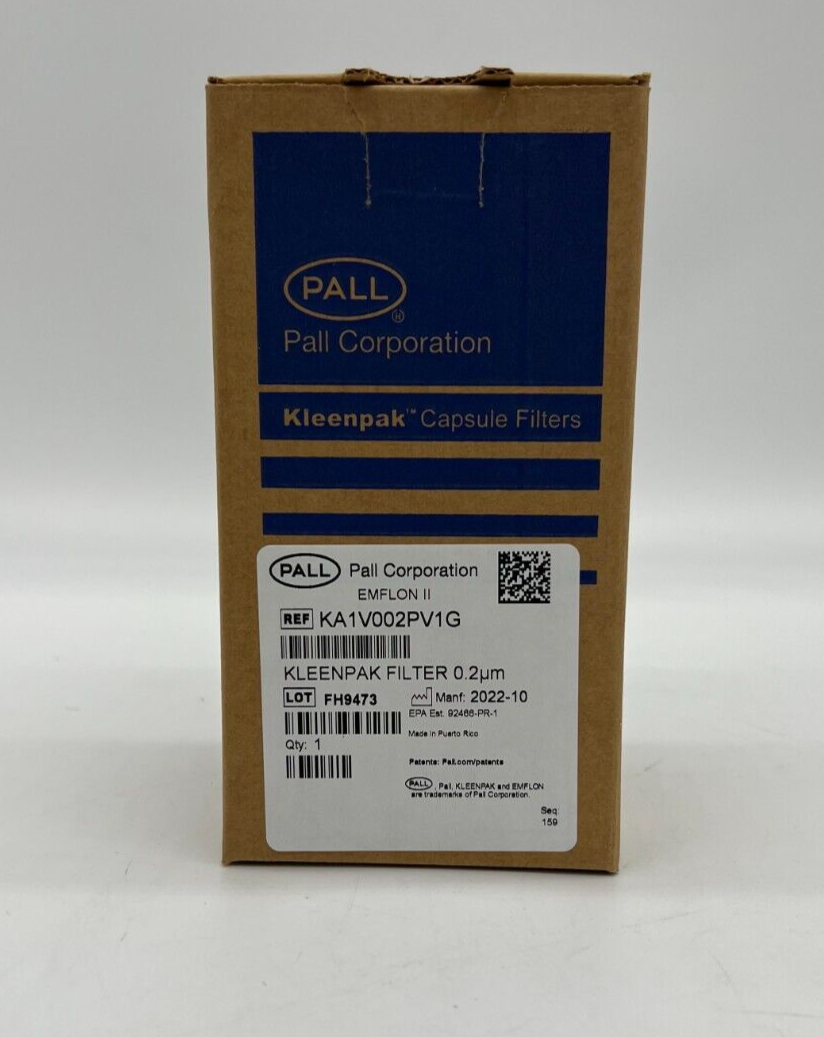 PALL
®
Pall Corporation
Kleenpak™ Capsule Filters
PALL Pall Corporation
EMFLON II
REF KA1V002PV1G
KLEENPAK FILTER 0.2µm
LOT FH9473
Manf: 2022-10
EPA Est. 92466-PR-1
Made in Puerto Rico
Qty: 1
Patents: Pall.com/patents
PALL, Pall, KLEENPAK and EMFLON
are trademarks of Pall Corporation.
Seq:
159